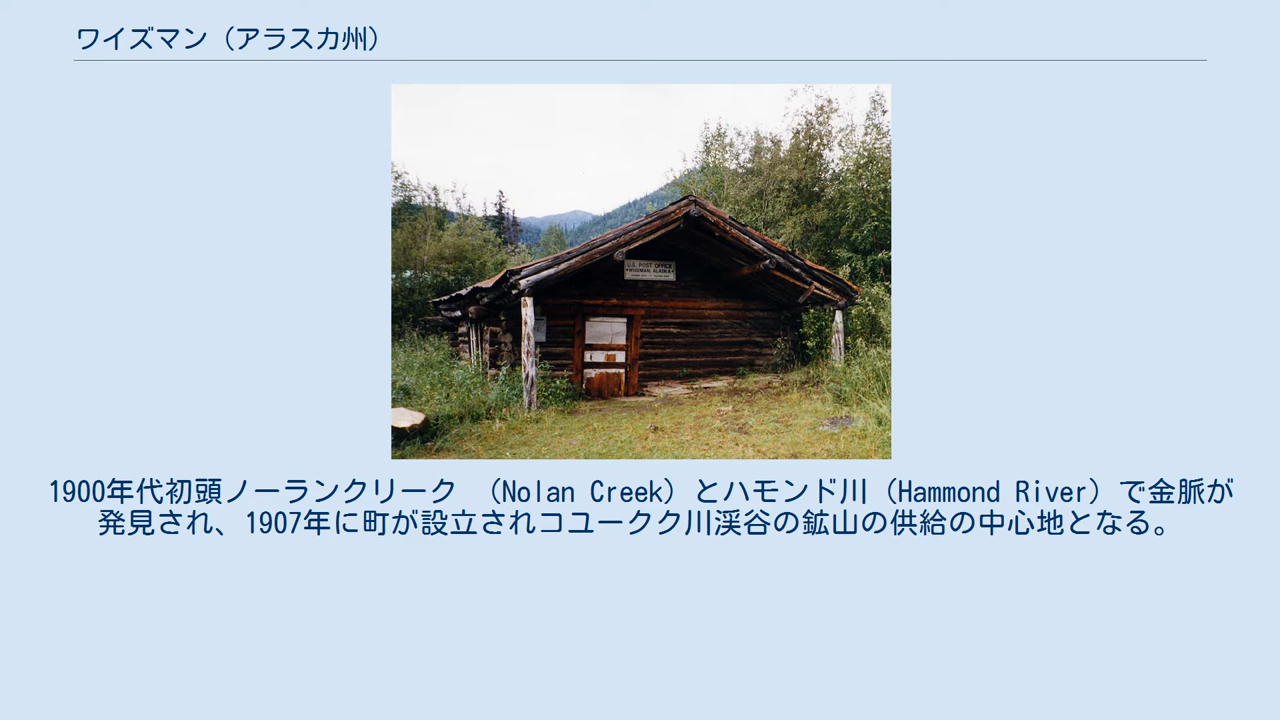 ワイズマン（アラスカ州）
U.S. POST OFFICE
WISEMAN, ALASKA
1900年代初頭ノーランクリーク　（Nolan Creek）とハモンド川（Hammond River）で金脈が
発見され、1907年に町が設立されコユークク川渓谷の鉱山の供給の中心地となる。